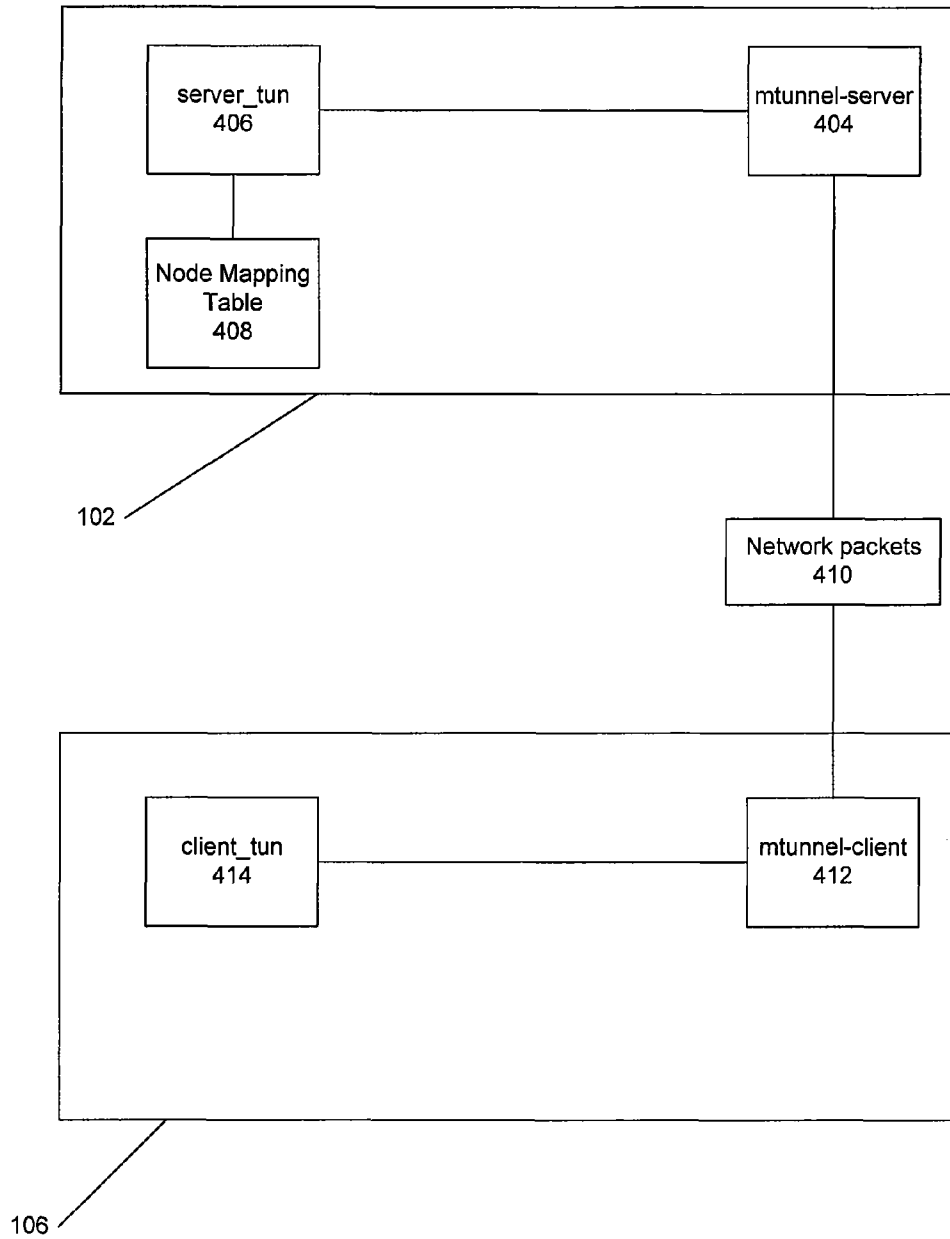 server_tun
406
mtunnel-server
404
Node Mapping
Table
408
102
Network packets
410
client_tun
414
mtunnel-client
412
106